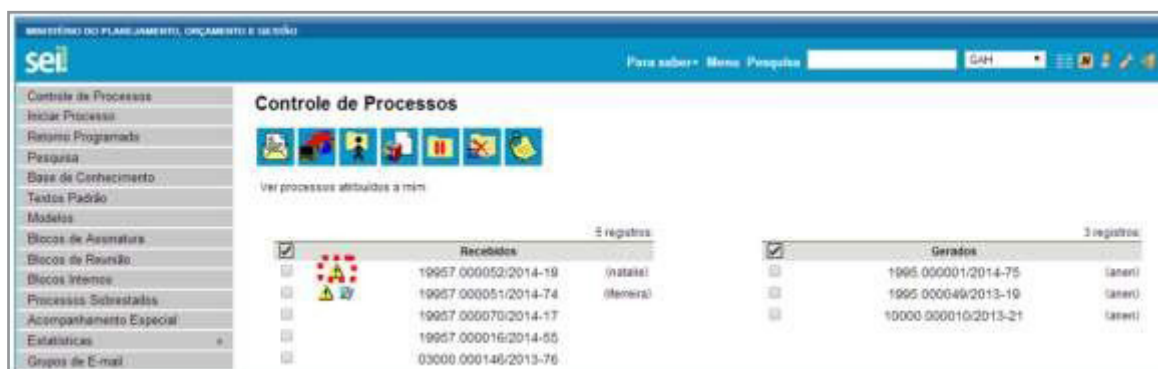 MINISTÉRIO DO PLANEJAMENTO, ORÇAMENTO E GESTÃO
sei!
Para saber+ Menu Pesquisa
GAH
Controle de Processos
Iniciar Processo
Retorno Programado
Pesquisa
Base de Conhecimento
Textos Padrão
Modelos
Blocos de Assinatura
Blocos de Reunião
Blocos Internos
Processos Sobrestados
Acompanhamento Especial
Estatísticas
Grupos de E-mail
Controle de Processos
Ver processos atribuídos a mim
5 registros:
Recebidos
19957.000052/2014-19 (natalie)
19957.000051/2014-74
19957.000070/2014-17
19957.000016/2014-55
03000.000146/2013-76
3 registros:
Gerados
1995.000001/2014-75 (aneri)
1995.000049/2013-19 (aneri)
10000.000010/2013-21 (aneri)